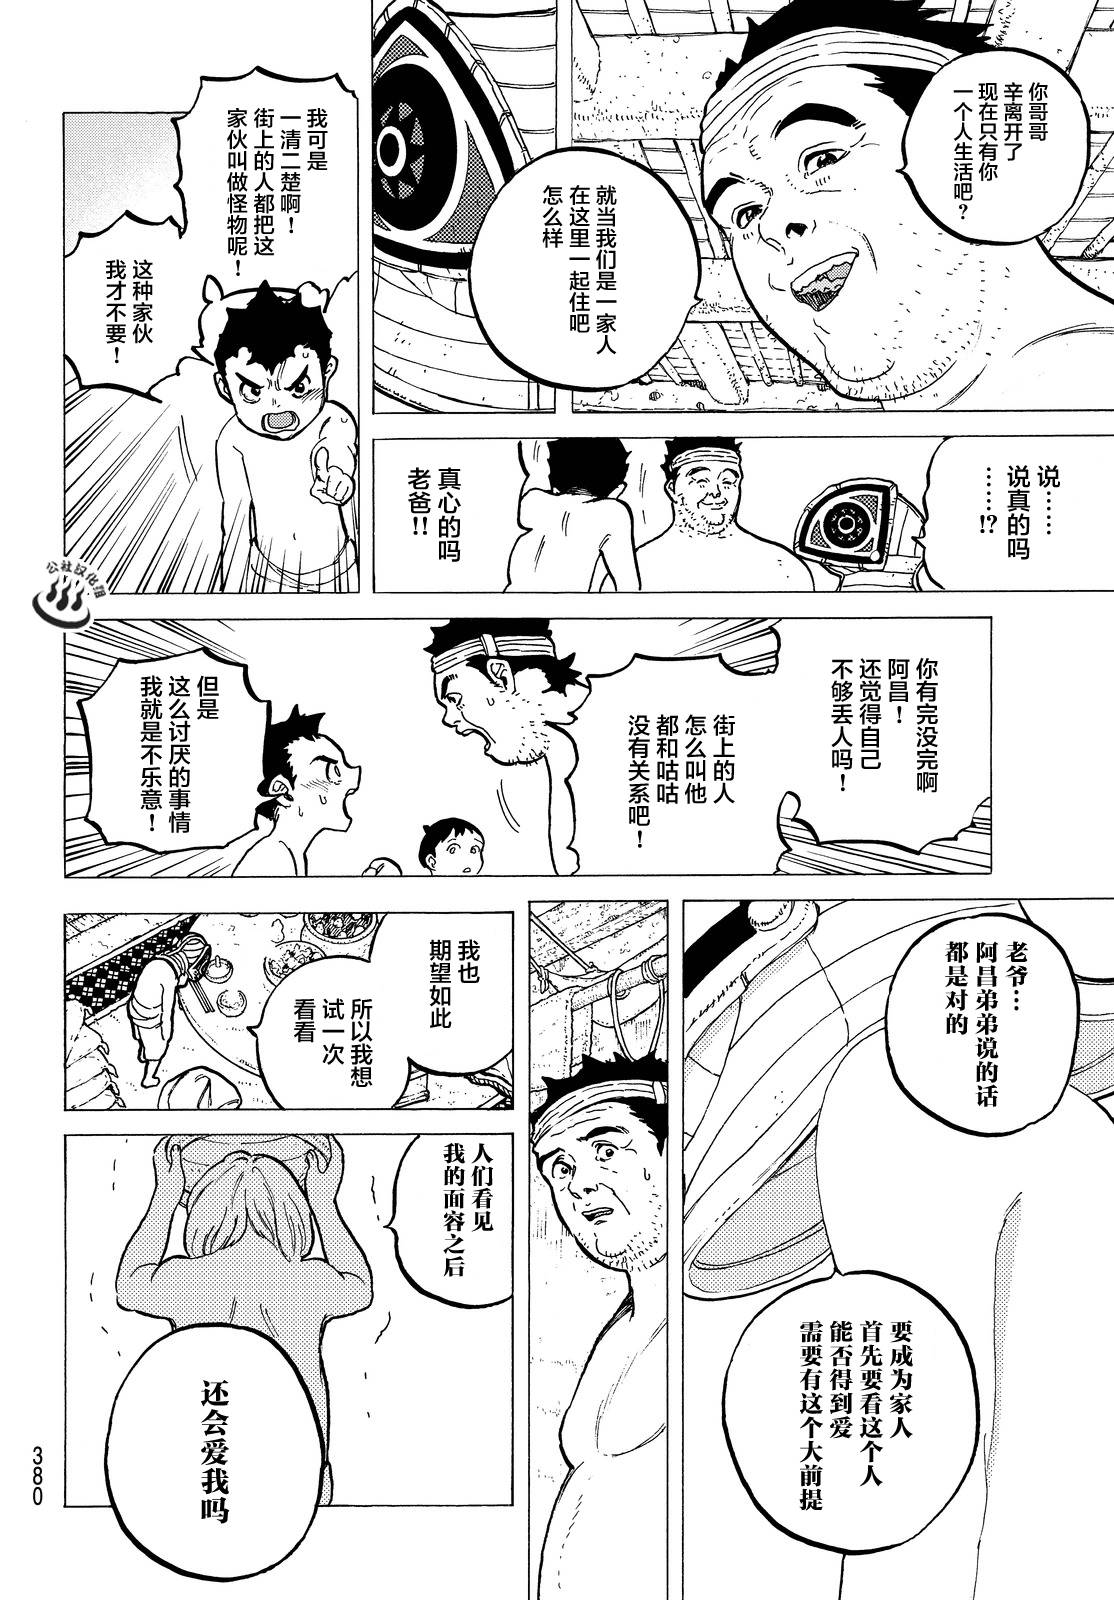 你哥哥
辛离开了
现在只有你
一个人生活吧?
就当我们是一家人
在这里一起住吧
怎么样
我可是
一清二楚啊!
街上的人都把这
家伙叫做怪物呢!
这种家伙
我才不要!
说……
说真的吗
……!?
真心的吗
老爸!!
公社汉化组
你有完没完啊
阿昌!
还觉得自己
不够丢人吗!
街上的人
怎么叫他
都和咕咕
没有关系吧!
但是
这么讨厌的事情
我就是不乐意!
老爷…
阿昌弟弟说的话
都是对的
要成为家人
首先要看这个人
能否得到爱
需要有这个大前提
我也
期望如此
所以我想
试一次
看看
人们看见
我的面容之后
还会爱我吗
380